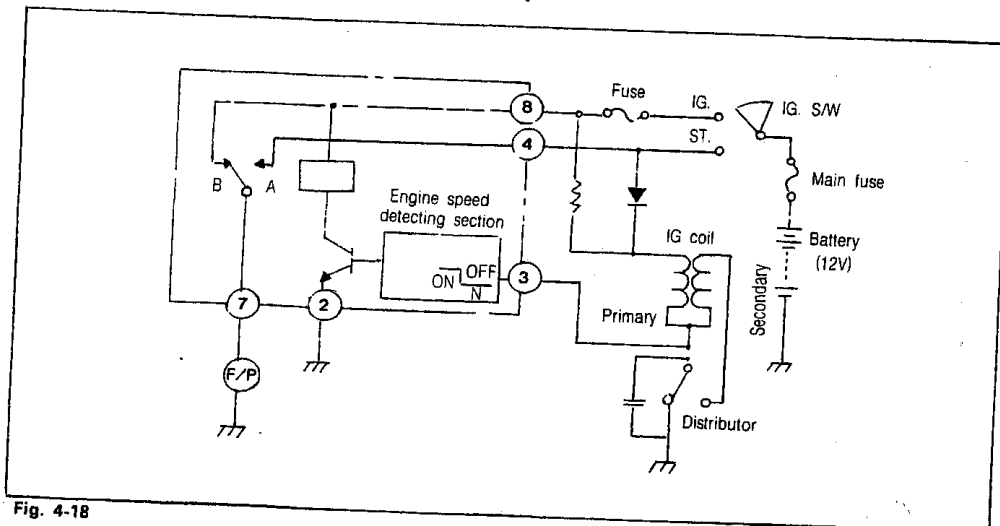 8
Fuse
IG.
IG. S/W
4
ST.
B
A
Main fuse
Engine speed
detecting section
IG coil
Battery
(12V)
ON
OFF
N
3
Primary
Secondary
7
2
F/P
Distributor
Fig. 4-18